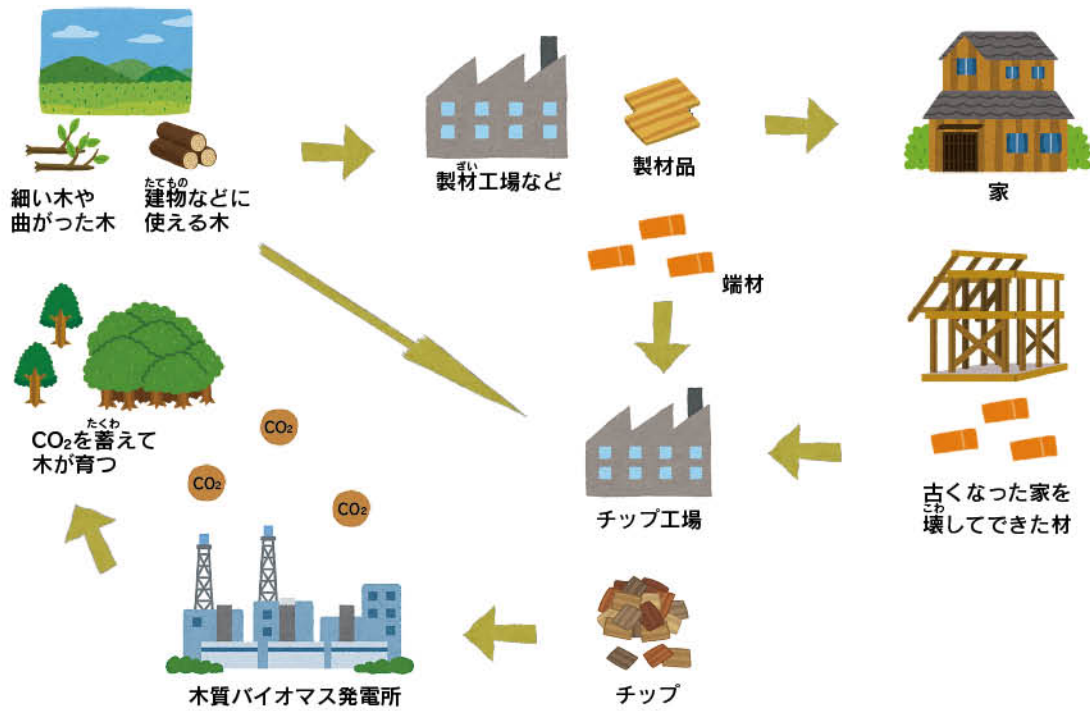 細い木や
曲がった木
建物などに
たてもの
使える木
製材工場など
ざい
製材品
家
端材
CO₂を蓄えて
たくわ
木が育つ
CO₂
CO₂
CO₂
チップ工場
古くなった家を
壊してできた材
こわ
木質バイオマス発電所
チップ